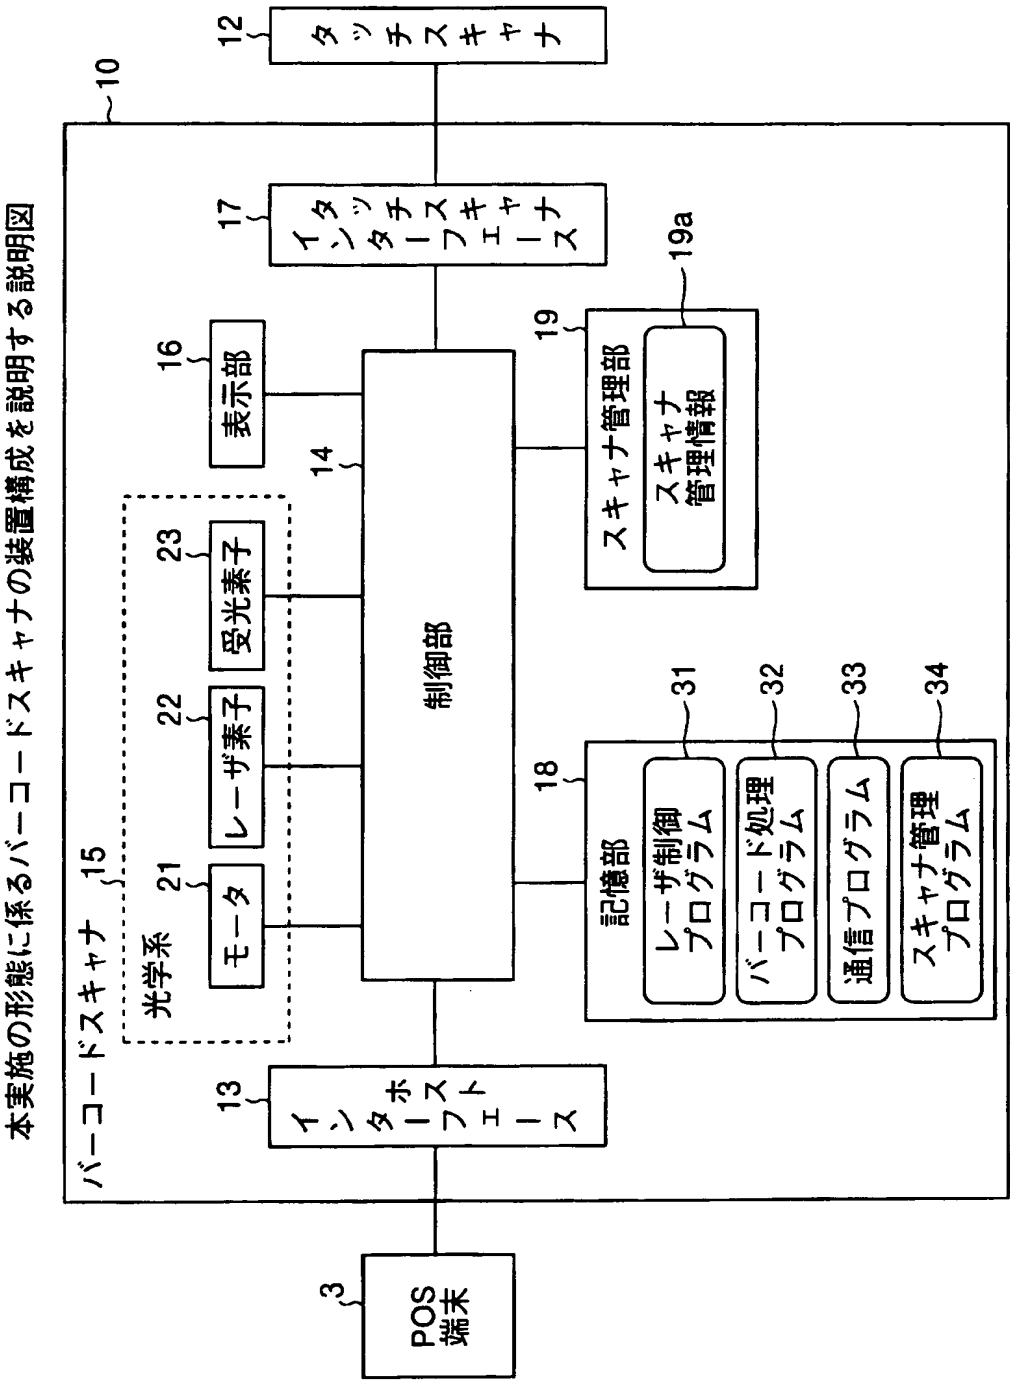 本実施の形態に係るバーコードスキャナの装置構成を説明する説明図
10
バーコードスキャナ
15
光学系
21
モータ
22
レーザ素子
23
受光素子
16
表示部
3
POS
端末
13
ホスト
インターフェース
14
制御部
17
タッチスキャナ
インターフェース
12
タッチスキャナ
18
記憶部
レーザ制御
プログラム
31
バーコード処理
プログラム
32
通信プログラム
33
スキャナ管理
プログラム
34
19
スキャナ管理部
スキャナ
管理情報
19a